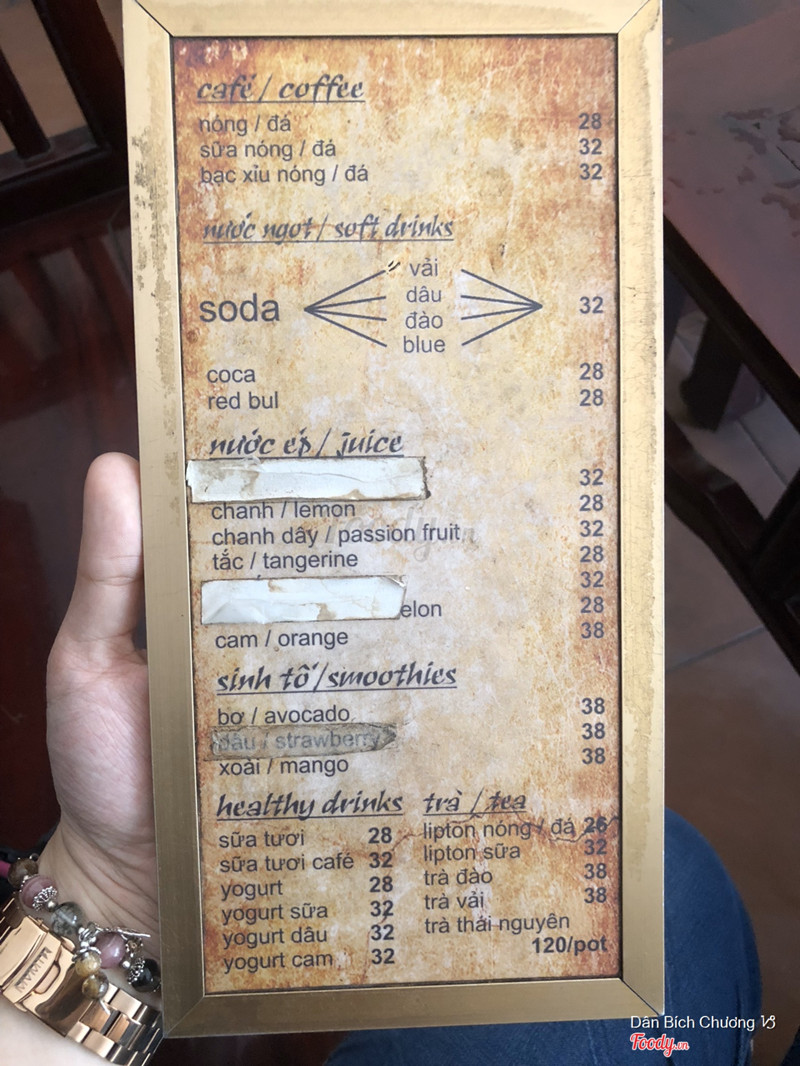 café / coffee
nóng / đá 28
sữa nóng / đá 32
bạc xỉu nóng / đá 32
nước ngọt / soft drinks
vải
dâu
soda 32
đào
blue
coca 28
red bul 28
nước ép / juice
32
chanh / lemon 28
chanh dây / passion fruit 32
tắc / tangerine 28
32
elon 28
cam / orange 38
sinh tố / smoothies
bơ / avocado 38
dâu / strawberry 38
xoài / mango 38
healthy drinks
sữa tươi 28
sữa tươi café 32
yogurt 28
yogurt sữa 32
yogurt dâu 32
yogurt cam 32
trà / tea
lipton nóng / đá 26
lipton sữa 32
trà đào 38
trà vải 38
trà thái nguyên
120/pot
Dân Bích Chương
Foody.vn